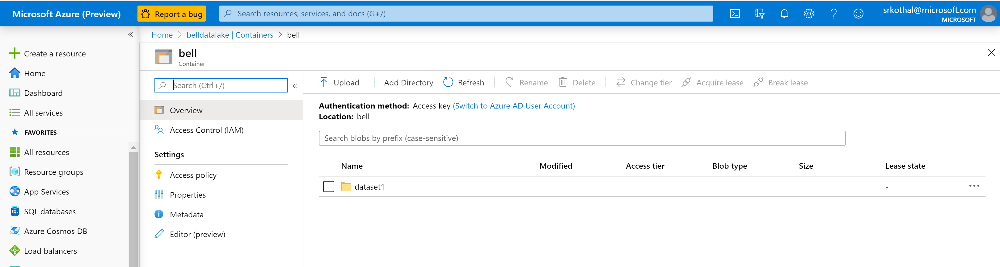 Microsoft Azure (Preview)
Report a bug
Search resources, services, and docs (G+/)
srkothal@microsoft.com
MICROSOFT
Home > belldatalake | Containers > bell
Create a resource
Home
Dashboard
All services
FAVORITES
All resources
Resource groups
App Services
SQL databases
Azure Cosmos DB
Load balancers
bell
Container
Search (Ctrl+/)
Overview
Access Control (IAM)
Settings
Access policy
Properties
Metadata
Editor (preview)
Upload Add Directory Refresh Rename Delete Change tier Acquire lease Break lease
Authentication method: Access key (Switch to Azure AD User Account)
Location: bell
Search blobs by prefix (case-sensitive)
Name Modified Access tier Blob type Size Lease state
dataset1 -